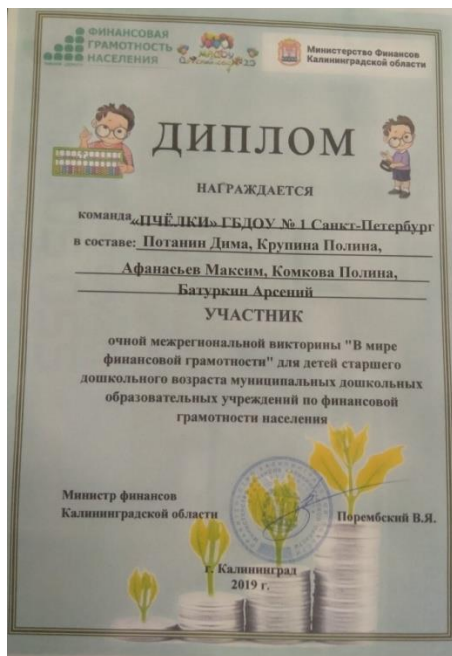 ФИНАНСОВАЯ
ГРАМОТНОСТЬ
НАСЕЛЕНИЯ
Министерство Финансов
Калининградской области
ДИПЛОМ
НАГРАЖДАЕТСЯ
команда «ПЧЁЛКИ» ГБДОУ № 1 Санкт-Петербург
в составе: Потанин Дима, Крупина Полина,
Афанасьев Максим, Комкова Полина,
Батуркин Арсений
УЧАСТНИК
очной межрегиональной викторины "В мире
финансовой грамотности" для детей старшего
дошкольного возраста муниципальных дошкольных
образовательных учреждений по финансовой
грамотности населения
Министр финансов
Калининградской области Порембский В.Я.
г. Калининград
2019 г.